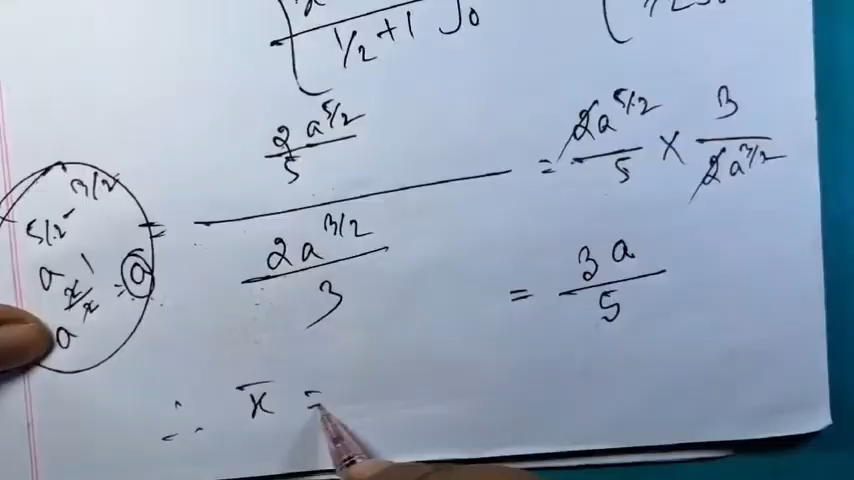 1/2 + 1 ]₀
2a^5/2 / 5 = 2a^5/2 / 5 × 3 / 2a^3/2
= 2a^3/2 / 3
= 3a / 5
5/2 - 3/2
a = a
∴ x̄ =